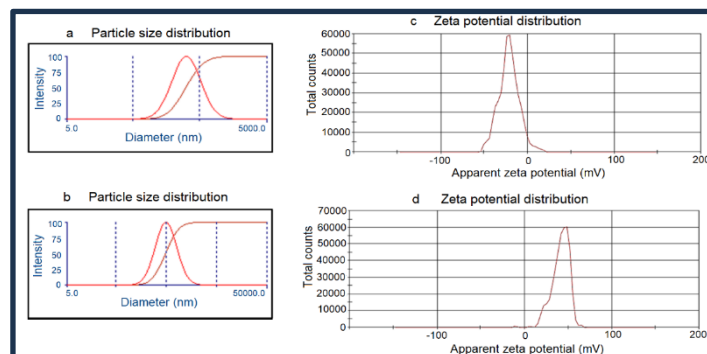 a Particle size distribution
Intensity
100
75
50
25
0
5.0 5000.0
Diameter (nm)
b Particle size distribution
Intensity
100
75
50
25
0
5.0 50000.0
Diameter (nm)
c Zeta potential distribution
Total counts
60000
50000
40000
30000
20000
10000
0
-100 0 100 200
Apparent zeta potential (mV)
d Zeta potential distribution
Total counts
70000
60000
50000
40000
30000
20000
10000
0
-100 0 100 200
Apparent zeta potential (mV)